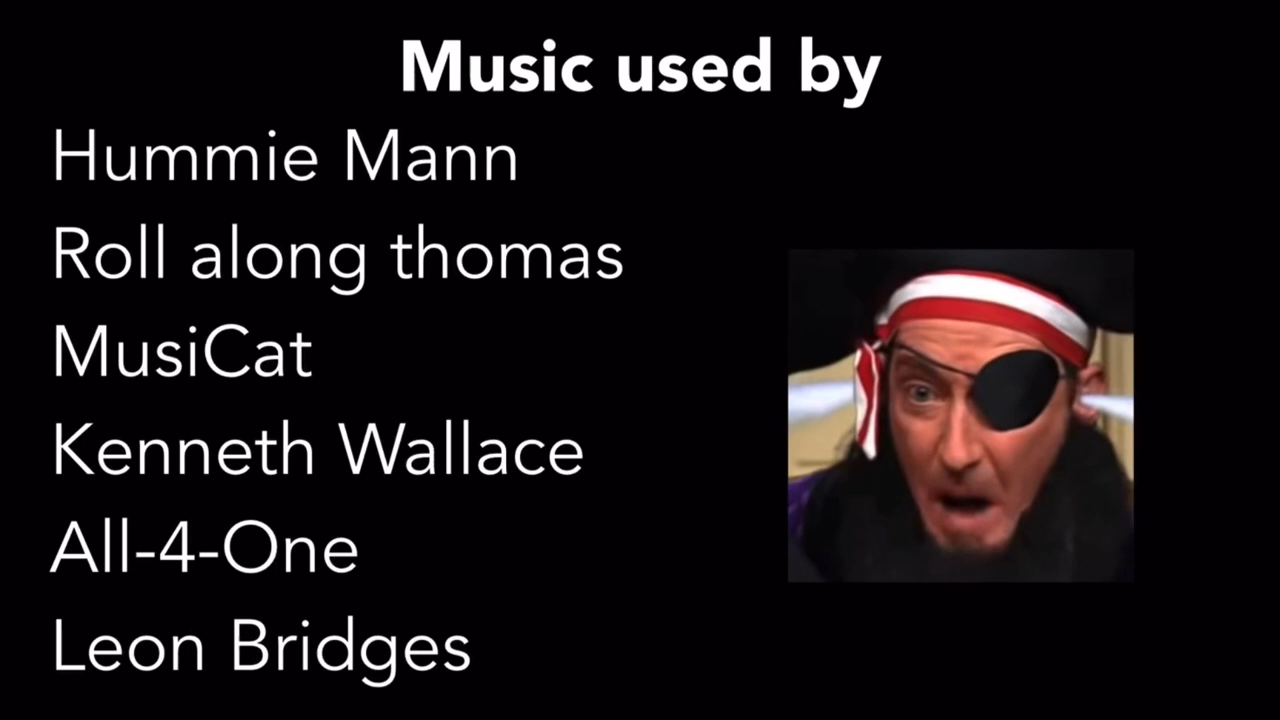 Music used by
Hummie Mann
Roll along thomas
MusiCat
Kenneth Wallace
All-4-One
Leon Bridges